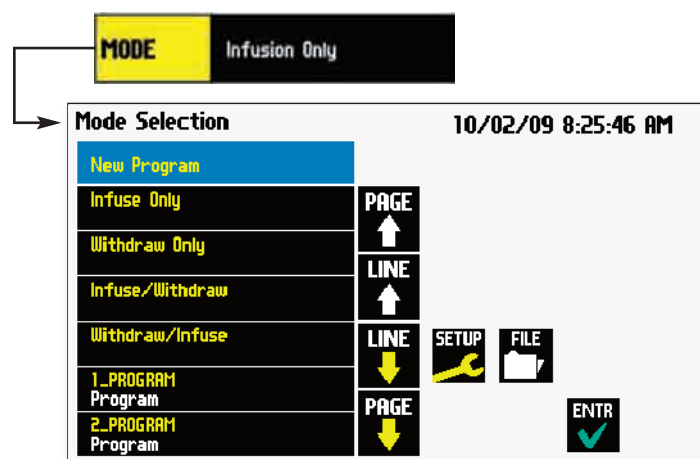 MODE Infusion Only
Mode Selection 10/02/09 8:25:46 AM
New Program
Infuse Only
Withdraw Only
Infuse/Withdraw
Withdraw/Infuse
1_PROGRAM
Program
2_PROGRAM
Program
PAGE
LINE
LINE
PAGE
SETUP
FILE
ENTR